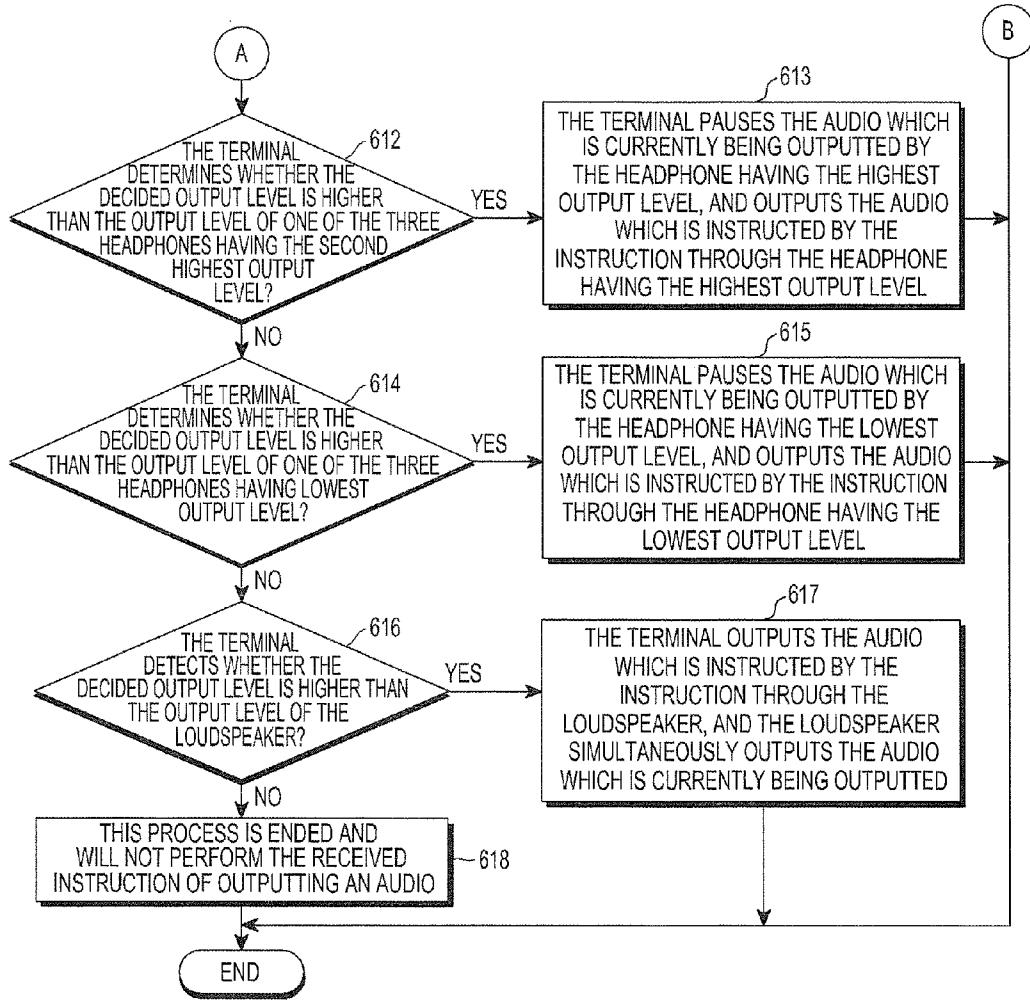 A
B
612
THE TERMINAL
DETERMINES WHETHER THE
DECIDED OUTPUT LEVEL IS HIGHER
THAN THE OUTPUT LEVEL OF ONE OF THE THREE
HEADPHONES HAVING THE SECOND
HIGHEST OUTPUT
LEVEL?
YES
613
THE TERMINAL PAUSES THE AUDIO WHICH
IS CURRENTLY BEING OUTPUTTED BY
THE HEADPHONE HAVING THE HIGHEST
OUTPUT LEVEL, AND OUTPUTS THE AUDIO
WHICH IS INSTRUCTED BY THE
INSTRUCTION THROUGH THE HEADPHONE
HAVING THE HIGHEST OUTPUT LEVEL
NO
614
THE TERMINAL
DETERMINES WHETHER THE
DECIDED OUTPUT LEVEL IS HIGHER
THAN THE OUTPUT LEVEL OF ONE OF THE THREE
HEADPHONES HAVING LOWEST
OUTPUT LEVEL?
YES
615
THE TERMINAL PAUSES THE AUDIO WHICH
IS CURRENTLY BEING OUTPUTTED BY
THE HEADPHONE HAVING THE LOWEST
OUTPUT LEVEL, AND OUTPUTS THE AUDIO
WHICH IS INSTRUCTED BY THE INSTRUCTION
THROUGH THE HEADPHONE HAVING THE
LOWEST OUTPUT LEVEL
NO
616
THE TERMINAL
DETECTS WHETHER THE
DECIDED OUTPUT LEVEL IS HIGHER THAN
THE OUTPUT LEVEL OF THE
LOUDSPEAKER?
YES
617
THE TERMINAL OUTPUTS THE AUDIO
WHICH IS INSTRUCTED BY THE
INSTRUCTION THROUGH THE
LOUDSPEAKER, AND THE LOUDSPEAKER
SIMULTANEOUSLY OUTPUTS THE AUDIO
WHICH IS CURRENTLY BEING OUTPUTTED
NO
THIS PROCESS IS ENDED AND
WILL NOT PERFORM THE RECEIVED
INSTRUCTION OF OUTPUTTING AN AUDIO
618
END